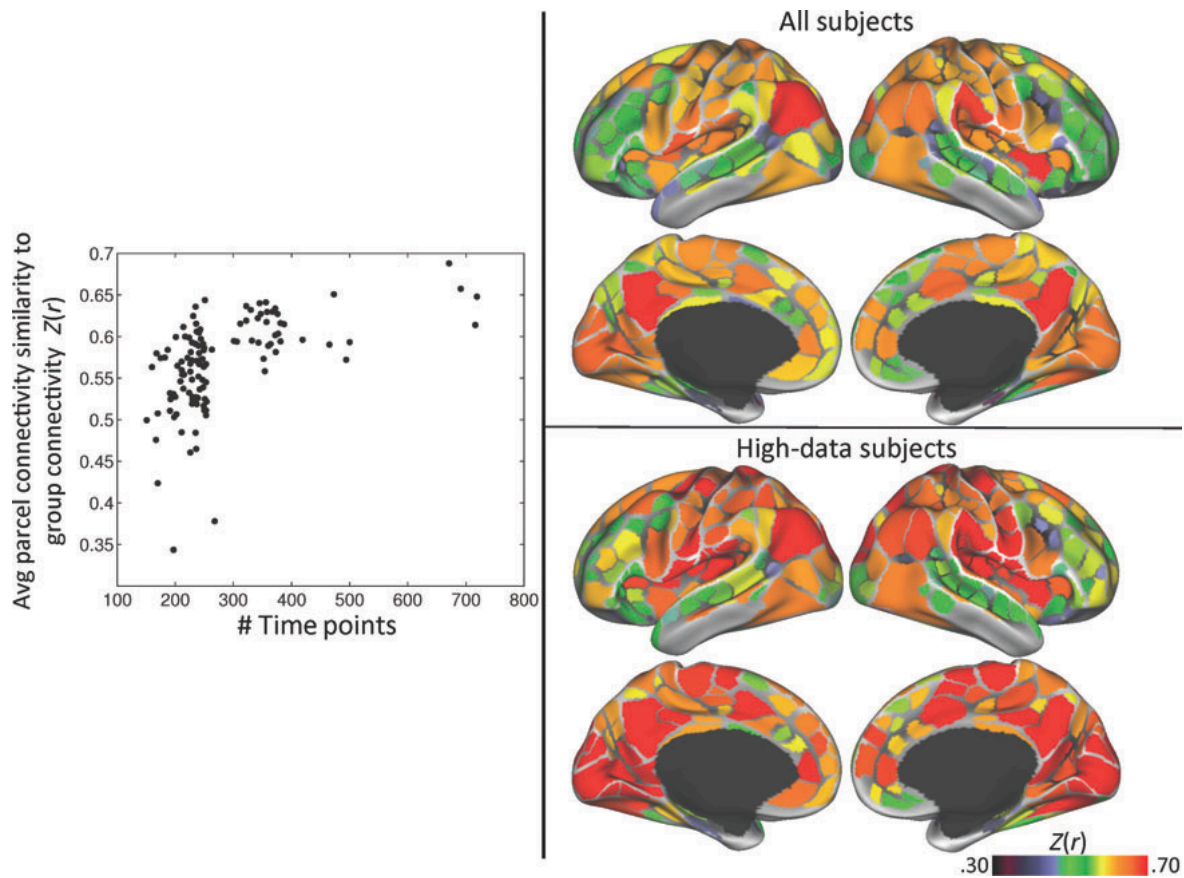 Avg parcel connectivity similarity to
group connectivity Z(r)
0.7
0.65
0.6
0.55
0.5
0.45
0.4
0.35
100 200 300 400 500 600 700 800
# Time points
All subjects
High-data subjects
Z(r)
.30 .70